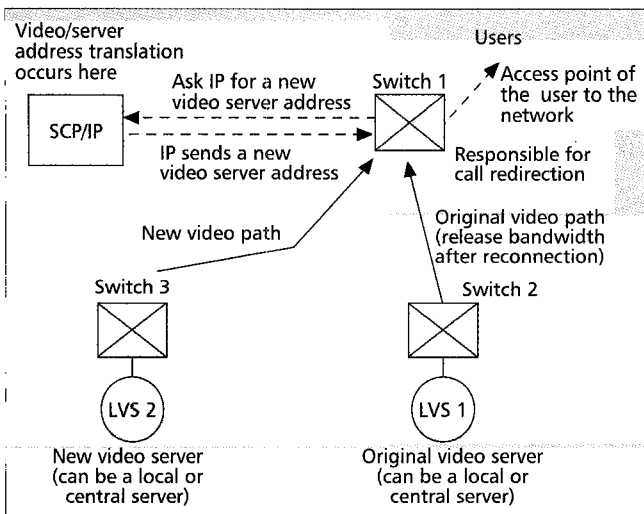 Video/server
address translation
occurs here
Users
Ask IP for a new
video server address
Switch 1
Access point of
the user to the
network
SCP/IP
IP sends a new
video server address
Responsible for
call redirection
New video path
Original video path
(release bandwidth
after reconnection)
Switch 3
Switch 2
LVS 2
LVS 1
New video server
(can be a local or
central server)
Original video server
(can be a local or
central server)